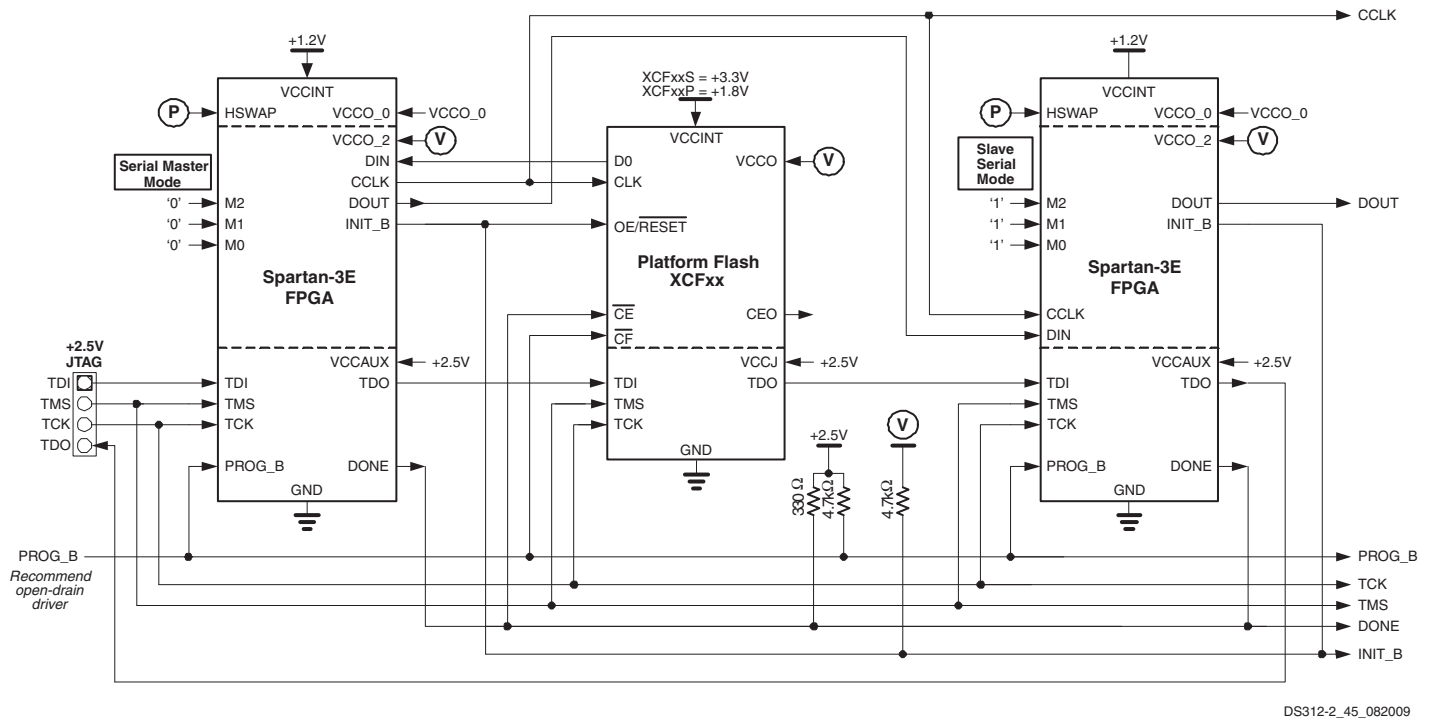 CCLK
+1.2V
VCCINT
P
HSWAP
VCCO_0
VCCO_0
VCCO_2
V
Serial Master
Mode
DIN
CCLK
DOUT
INIT_B
'0'
M2
'0'
M1
'0'
M0
Spartan-3E
FPGA
+2.5V
JTAG
TDI
TMS
TCK
TDO
VCCAUX
+2.5V
TDI
TDO
TMS
TCK
PROG_B
DONE
GND
XCFxxS = +3.3V
XCFxxP = +1.8V
VCCINT
D0
VCCO
V
CLK
OE/RESET
Platform Flash
XCFxx
CE
CEO
CF
VCCJ
+2.5V
TDI
TDO
TMS
TCK
GND
+2.5V
330 Ω
4.7kΩ
V
4.7kΩ
+1.2V
VCCINT
P
HSWAP
VCCO_0
VCCO_0
VCCO_2
V
Slave
Serial
Mode
'1'
M2
'1'
M1
'1'
M0
DOUT
DOUT
INIT_B
Spartan-3E
FPGA
CCLK
DIN
VCCAUX
+2.5V
TDI
TDO
TMS
TCK
PROG_B
DONE
GND
PROG_B
Recommend
open-drain
driver
PROG_B
TCK
TMS
DONE
INIT_B
DS312-2_45_082009